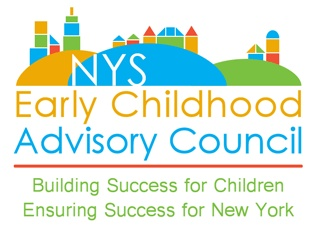 NYS
Early Childhood
Advisory Council
Building Success for Children
Ensuring Success for New York